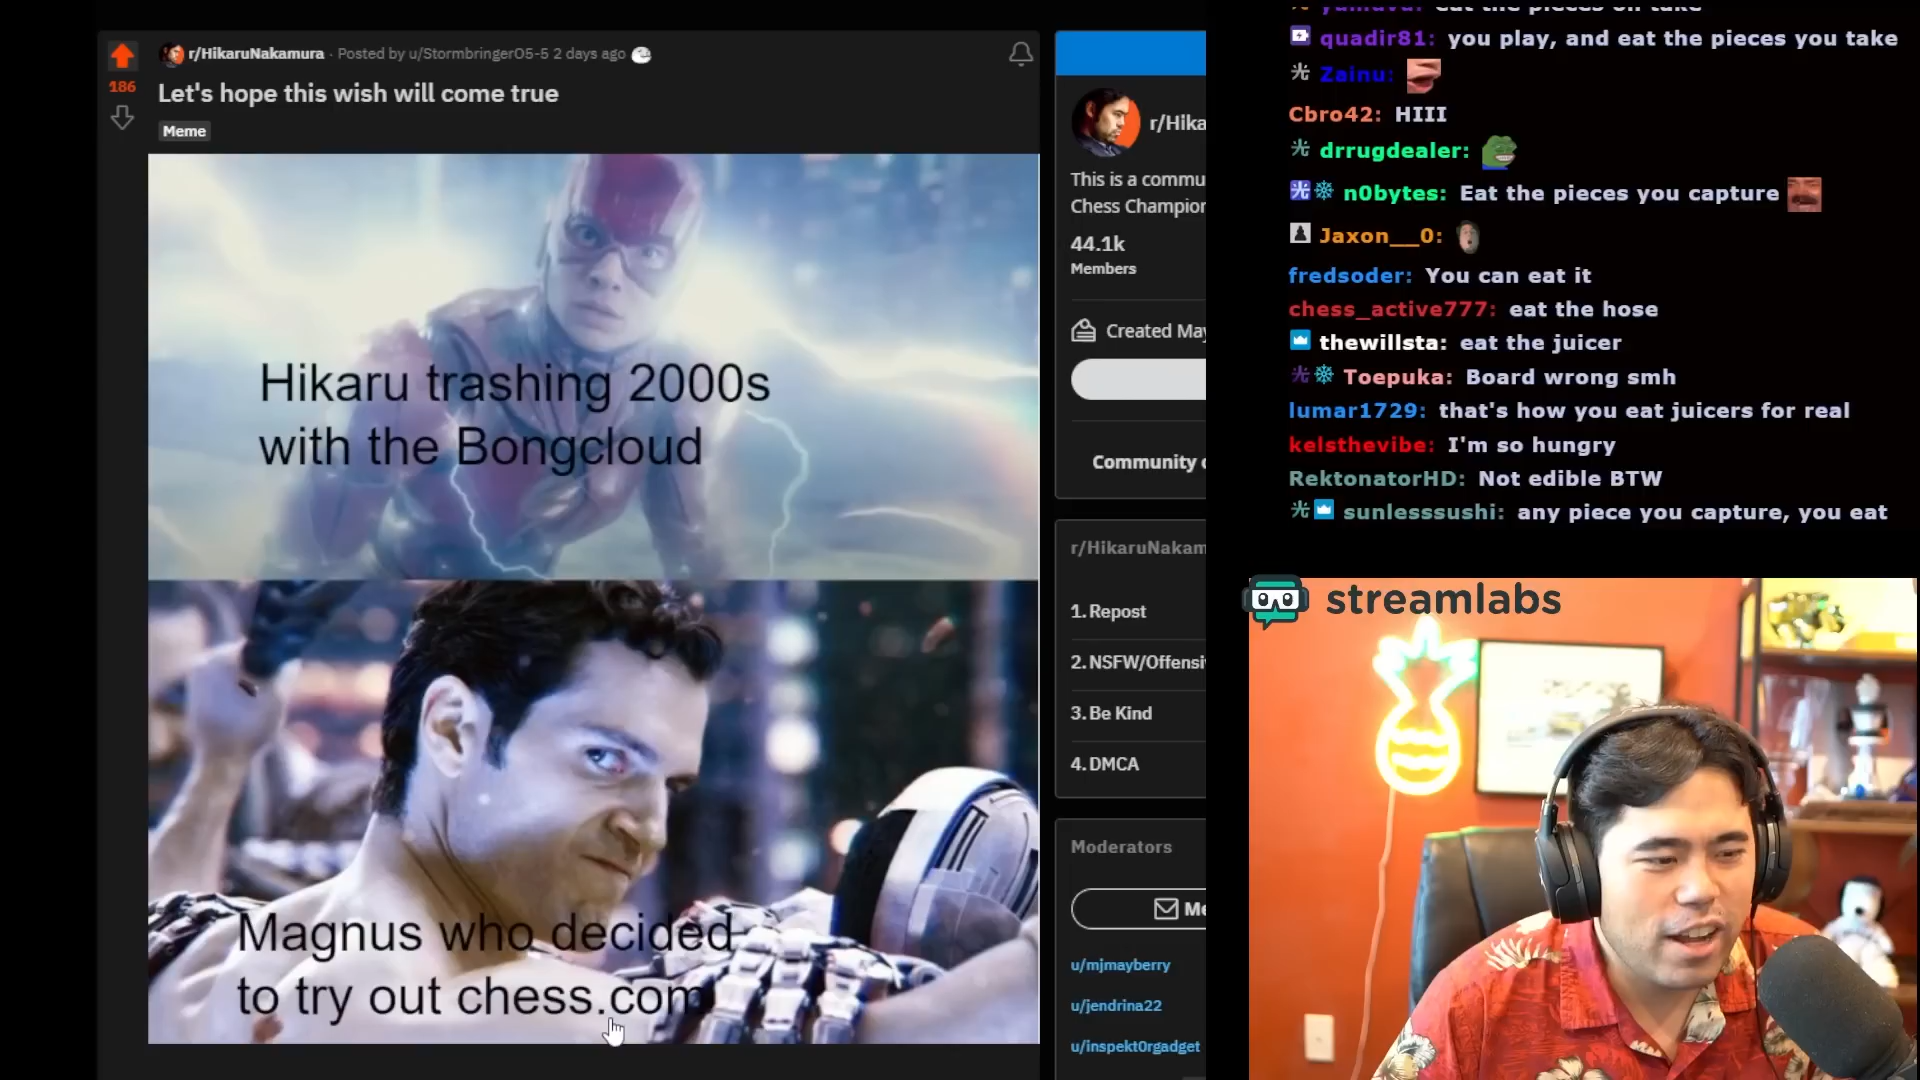 r/HikaruNakamura · Posted by u/Stormbringer05-5 2 days ago
186
Let's hope this wish will come true
Meme
Hikaru trashing 2000s
with the Bongcloud
Magnus who decided
to try out chess.com
r/Hika
This is a commu
Chess Champion
44.1k
Members
Created May
Community o
r/HikaruNakam
1. Repost
2. NSFW/Offensiv
3. Be Kind
4. DMCA
Moderators
Me
u/mjmayberry
u/jendrina22
u/inspekt0rgadget
quadir81: you play, and eat the pieces you take
Zainu:
Cbro42: HIII
drrugdealer:
n0bytes: Eat the pieces you capture
Jaxon__0:
fredsoder: You can eat it
chess_active777: eat the hose
thewillsta: eat the juicer
Toepuka: Board wrong smh
lumar1729: that's how you eat juicers for real
kelsthevibe: I'm so hungry
RektonatorHD: Not edible BTW
sunlesssushi: any piece you capture, you eat
streamlabs